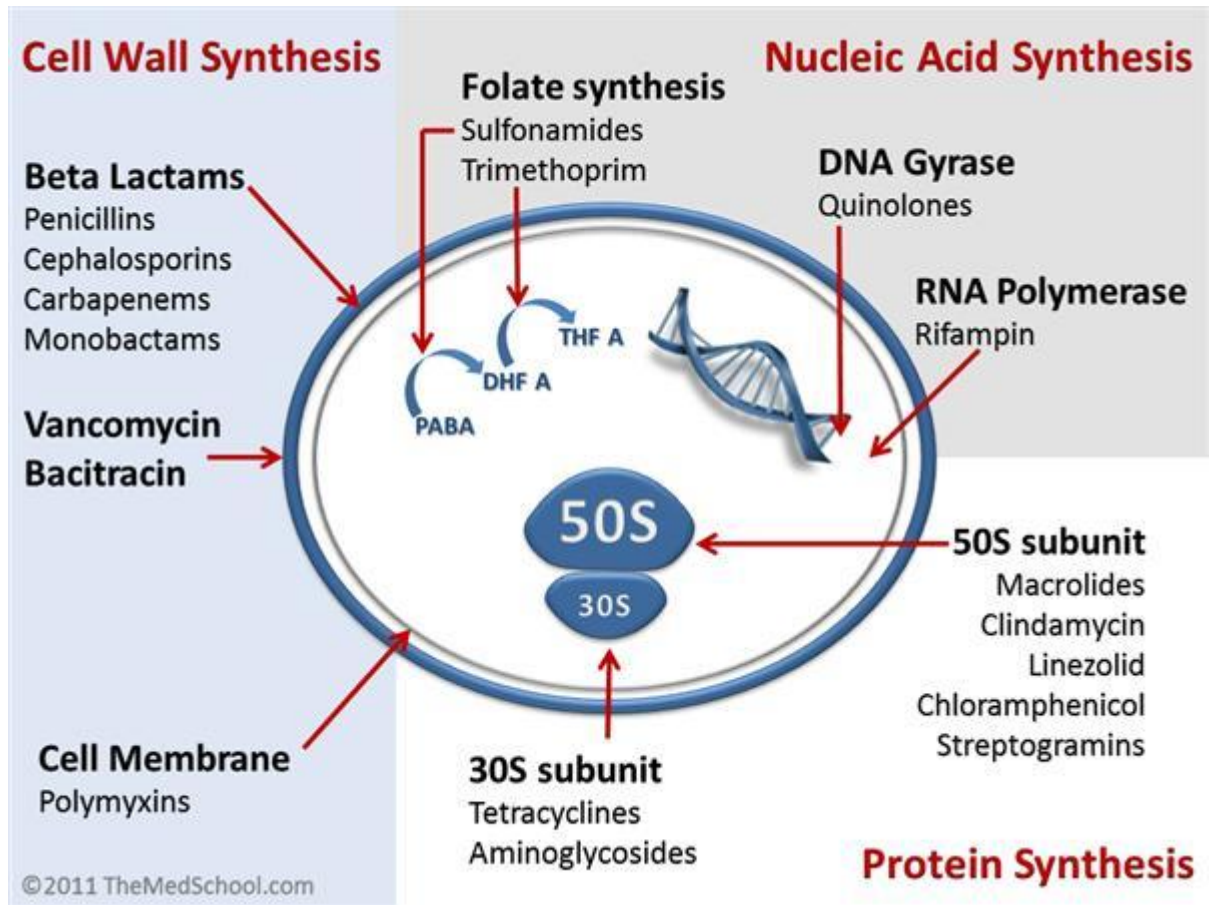 Cell Wall Synthesis
Beta Lactams
Penicillins
Cephalosporins
Carbapenems
Monobactams
Vancomycin
Bacitracin
Cell Membrane
Polymyxins
©2011 TheMedSchool.com
Nucleic Acid Synthesis
Folate synthesis
Sulfonamides
Trimethoprim
DNA Gyrase
Quinolones
RNA Polymerase
Rifampin
THF A
DHF A
PABA
50S
30S
50S subunit
Macrolides
Clindamycin
Linezolid
Chloramphenicol
Streptogramins
30S subunit
Tetracyclines
Aminoglycosides
Protein Synthesis